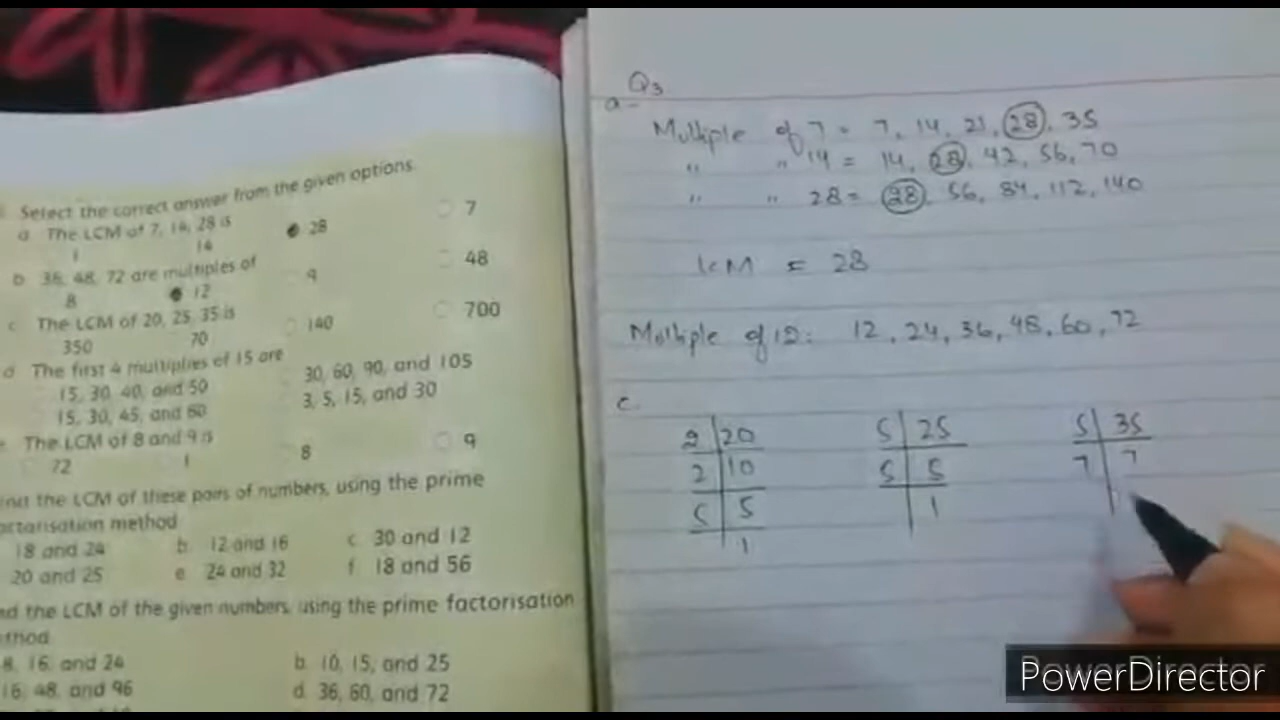 Select the correct answer from the given options.
a The LCM of 7, 14, 28 is
1 14 28 7
b 36, 48, 72 are multiples of
8 12 9 48
c The LCM of 20, 25, 35 is
350 70 140 700
d The first 4 multiples of 15 are
15, 30, 40, and 50 30, 60, 90, and 105
15, 30, 45, and 60 3, 5, 15, and 30
The LCM of 8 and 9 is
72 1 8 9
the LCM of these pairs of numbers, using the prime
method
18 and 24 b. 12 and 16 c 30 and 12
20 and 25 e 24 and 32 f 18 and 56
the LCM of the given numbers, using the prime factorisation
8, 16, and 24 b. 10, 15, and 25
16, 48, and 96 d. 36, 60, and 72
Q3
a-
Multiple of 7 = 7, 14, 21, 28, 35
" " 14 = 14, 28, 42, 56, 70
" " 28 = 28, 56, 84, 112, 140
LCM = 28
Multiple of 12: 12, 24, 36, 48, 60, 72
c.
2 20 5 25 5 35
2 10 5 5 7 7
5 5 1
1
PowerDirector